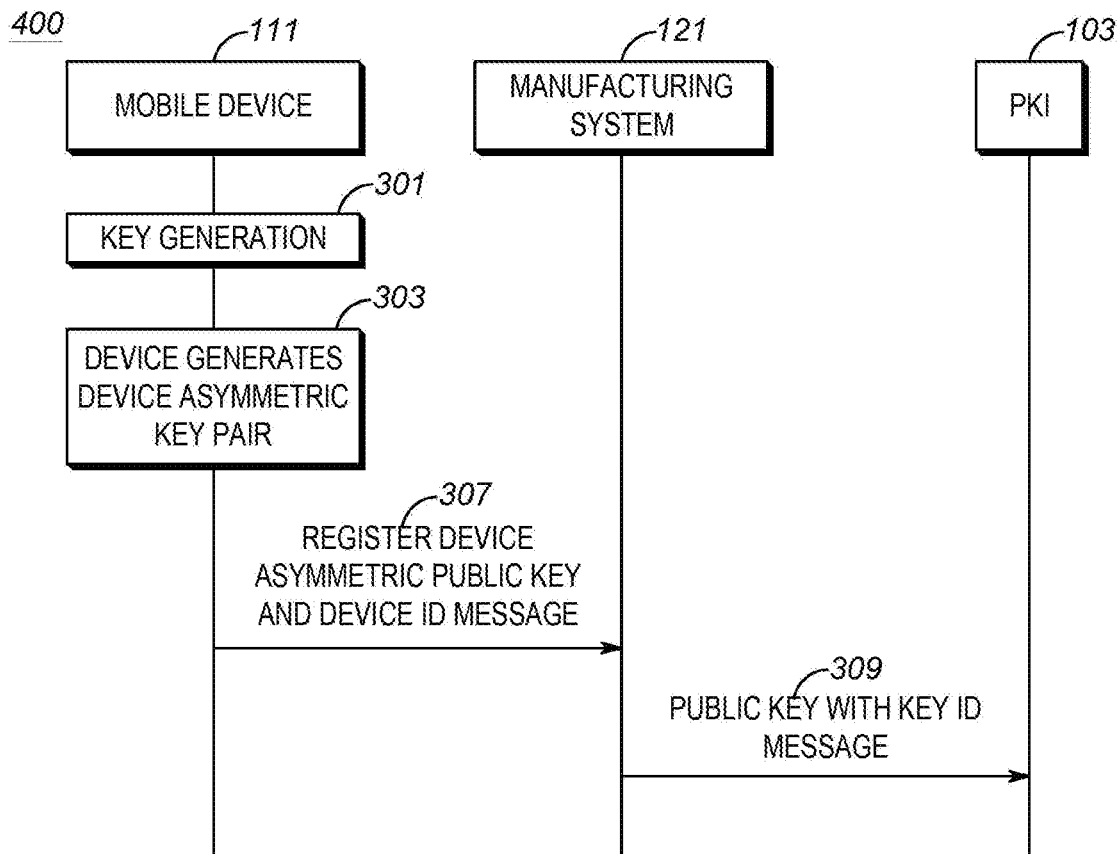 400
111
121
103
MOBILE DEVICE
MANUFACTURING
SYSTEM
PKI
301
KEY GENERATION
303
DEVICE GENERATES
DEVICE ASYMMETRIC
KEY PAIR
307
REGISTER DEVICE
ASYMMETRIC PUBLIC KEY
AND DEVICE ID MESSAGE
309
PUBLIC KEY WITH KEY ID
MESSAGE